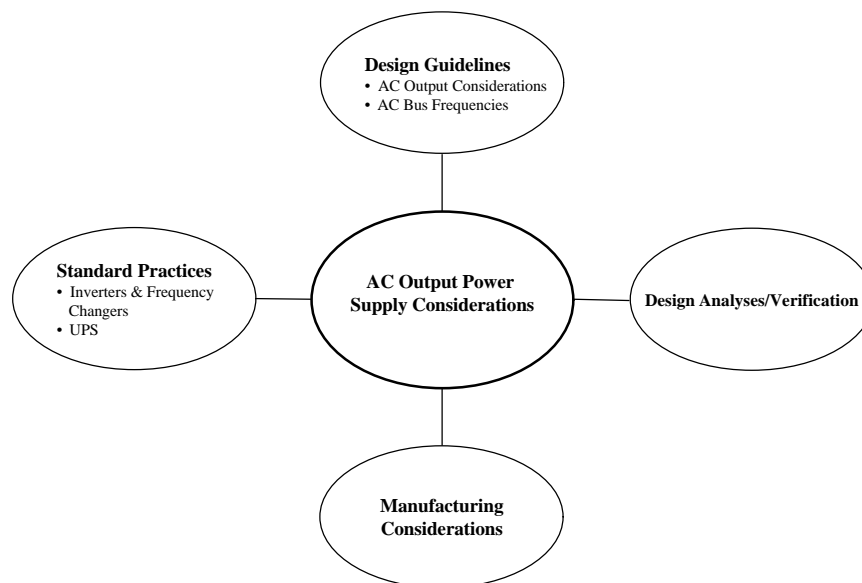 Design Guidelines
• AC Output Considerations
• AC Bus Frequencies
Standard Practices
• Inverters & Frequency
Changers
• UPS
AC Output Power
Supply Considerations
Design Analyses/Verification
Manufacturing
Considerations